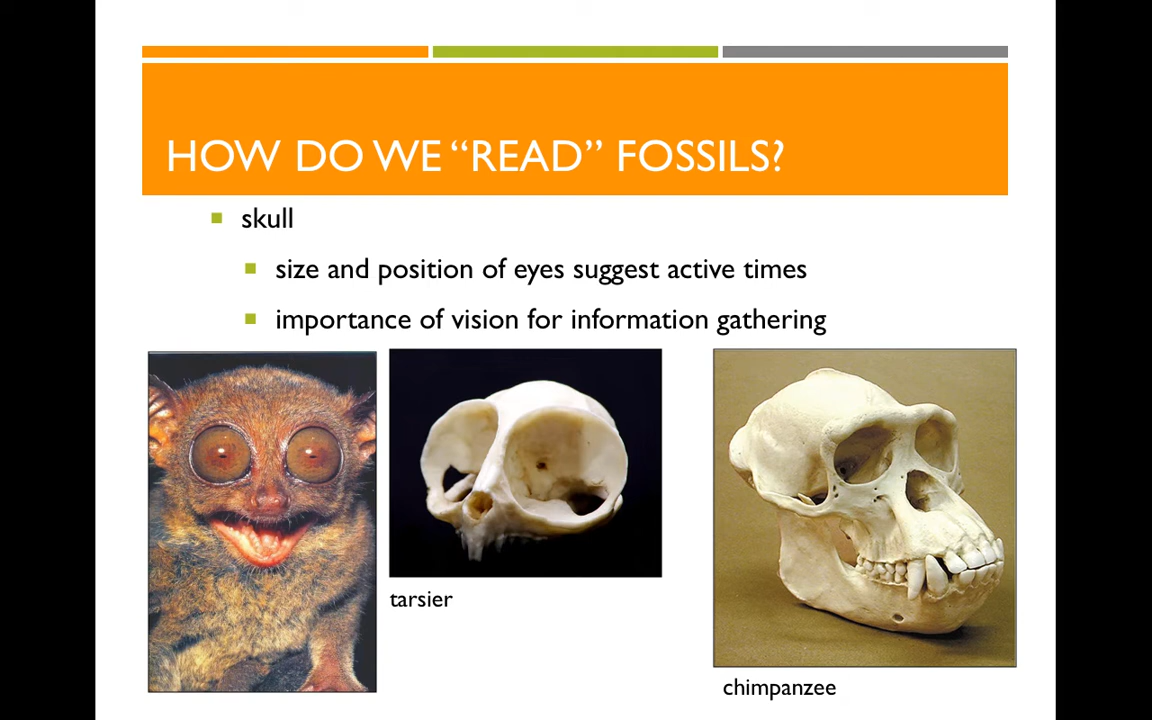 HOW DO WE “READ” FOSSILS?
skull
size and position of eyes suggest active times
importance of vision for information gathering
tarsier
chimpanzee